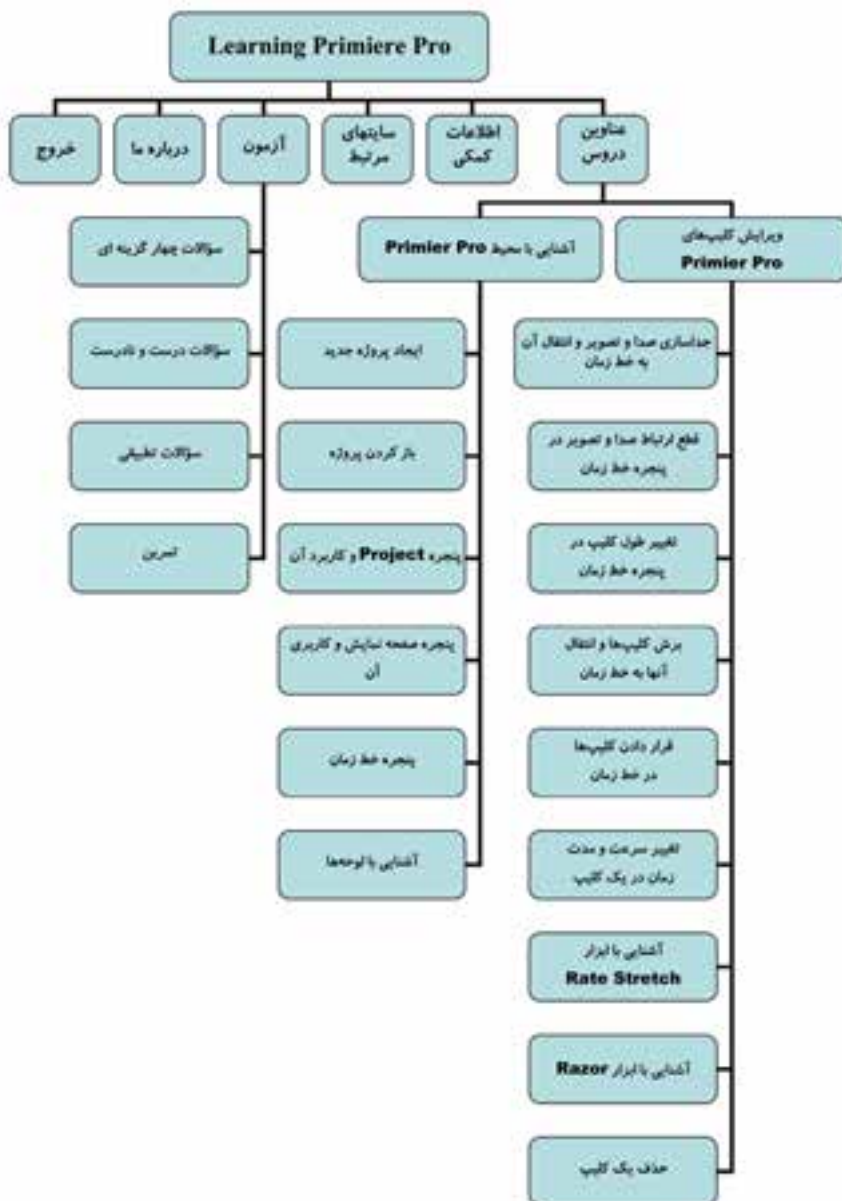 Learning Primiere Pro
عناوین
دروس
اطلاعات
کمکی
سایتهای
مرتبط
آزمون
درباره ما
خروج
ویرایش کلیپ‌های
Primier Pro
جداسازی صدا و تصویر و انتقال آن
به خط زمان
قطع ارتباط صدا و تصویر در
پنجره خط زمان
تغییر طول کلیپ در
پنجره خط زمان
برش کلیپ‌ها و انتقال
آنها به خط زمان
قرار دادن کلیپ‌ها
در خط زمان
تغییر سرعت و مدت
زمان در یک کلیپ
آشنایی با ابزار
Rate Stretch
آشنایی با ابزار Razor
حذف یک کلیپ
آشنایی با محیط Primier Pro
ایجاد پروژه جدید
باز کردن پروژه
پنجره Project و کاربرد آن
پنجره صفحه نمایش و کاربری
آن
پنجره خط زمان
آشنایی با لوحه‌ها
سؤالات چهار گزینه ای
سؤالات درست و نادرست
سؤالات تطبیقی
تمرین